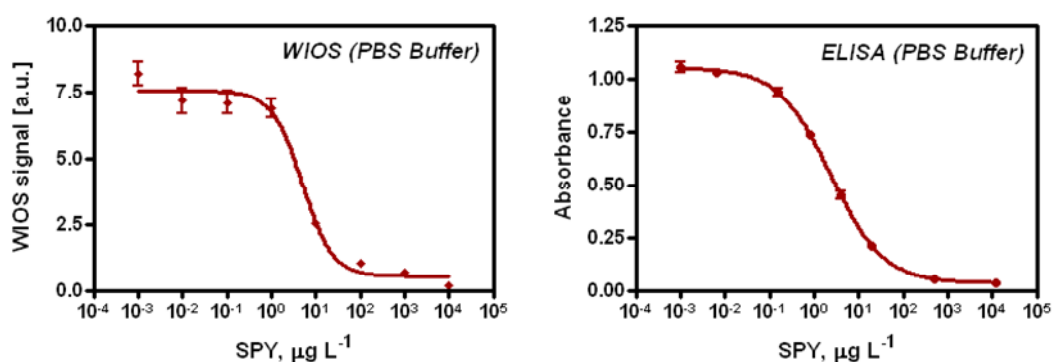 WIOS (PBS Buffer)
WIOS signal [a.u.]
10.0
7.5
5.0
2.5
0.0
10⁻⁴ 10⁻³ 10⁻² 10⁻¹ 10⁰ 10¹ 10² 10³ 10⁴ 10⁵
SPY, µg L⁻¹
ELISA (PBS Buffer)
Absorbance
1.25
1.00
0.75
0.50
0.25
0.00
10⁻⁴ 10⁻³ 10⁻² 10⁻¹ 10⁰ 10¹ 10² 10³ 10⁴ 10⁵
SPY, µg L⁻¹